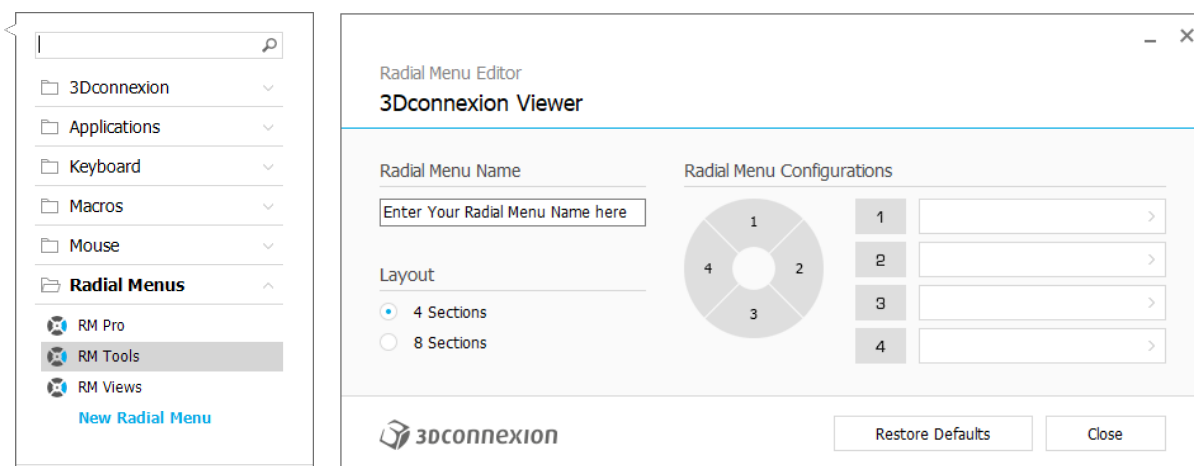 3Dconnexion
Applications
Keyboard
Macros
Mouse
Radial Menus
RM Pro
RM Tools
RM Views
New Radial Menu
Radial Menu Editor
3Dconnexion Viewer
Radial Menu Name
Enter Your Radial Menu Name here
Layout
4 Sections
8 Sections
Radial Menu Configurations
1
4 2
3
1
2
3
4
3Dconnexion
Restore Defaults
Close